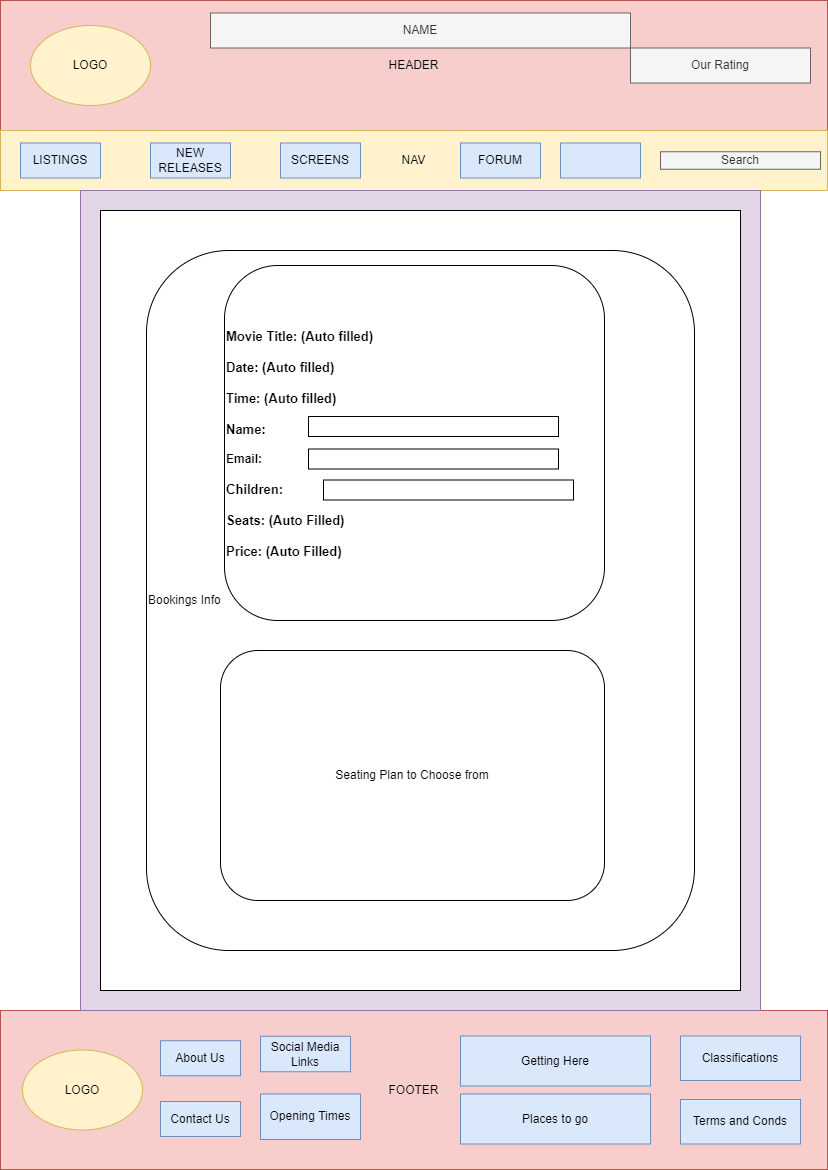 NAME
LOGO
HEADER
Our Rating
LISTINGS
NEW
RELEASES
SCREENS
NAV
FORUM
Search
Movie Title: (Auto filled)
Date: (Auto filled)
Time: (Auto filled)
Name:
Email:
Children:
Seats: (Auto Filled)
Price: (Auto Filled)
Bookings Info
Seating Plan to Choose from
LOGO
About Us
Social Media
Links
Contact Us
Opening Times
FOOTER
Getting Here
Places to go
Classifications
Terms and Conds